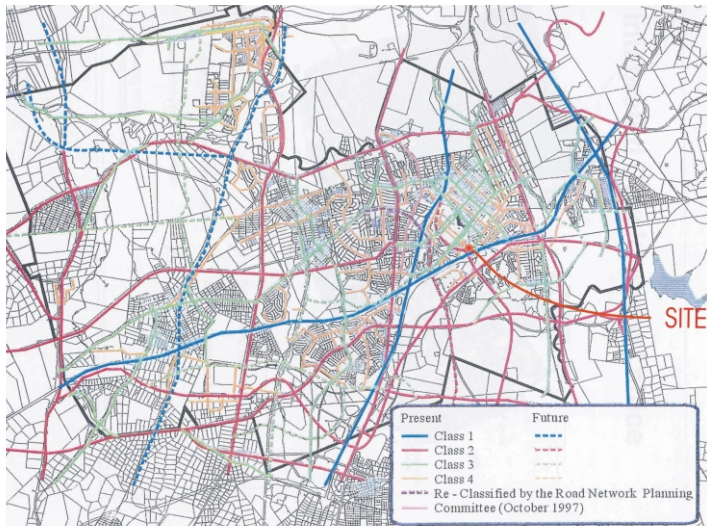 SITE
Present Future
Class 1
Class 2
Class 3
Class 4
Re - Classified by the Road Network Planning
Committee (October 1997)